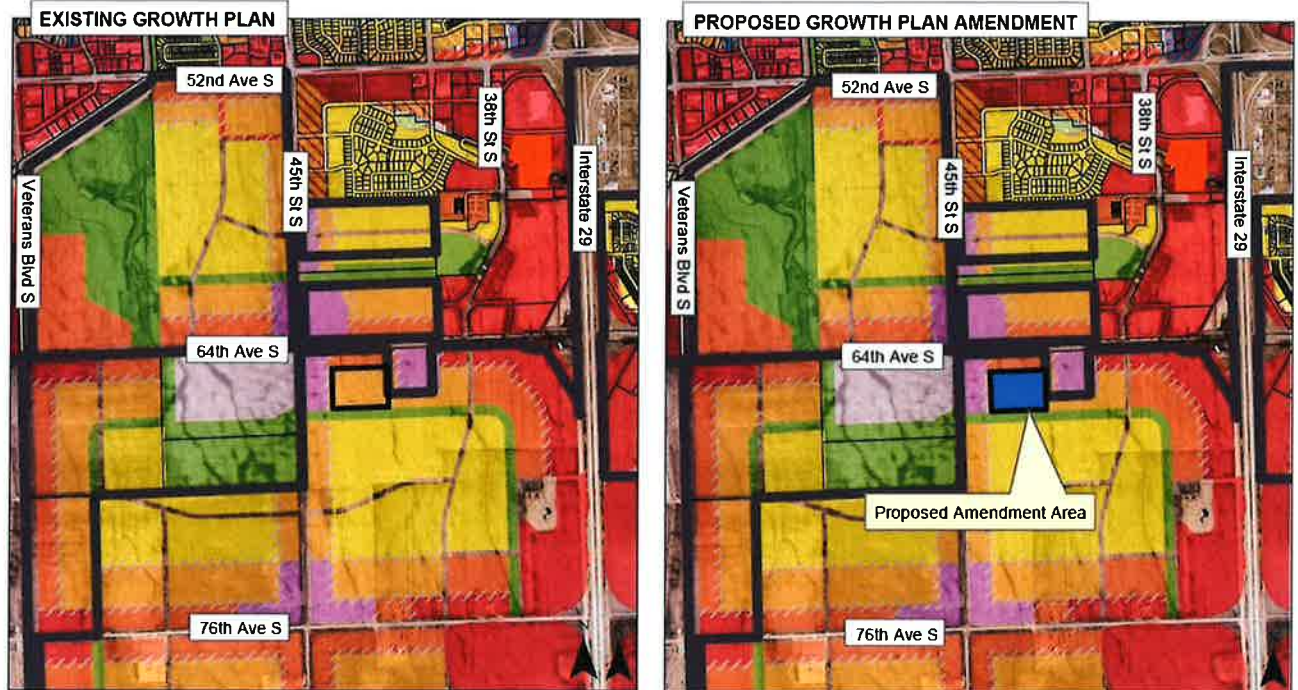 EXISTING GROWTH PLAN
52nd Ave S
38th St S
45th St S
Interstate 29
Veterans Blvd S
64th Ave S
76th Ave S
PROPOSED GROWTH PLAN AMENDMENT
52nd Ave S
38th St S
45th St S
Interstate 29
Veterans Blvd S
64th Ave S
Proposed Amendment Area
76th Ave S